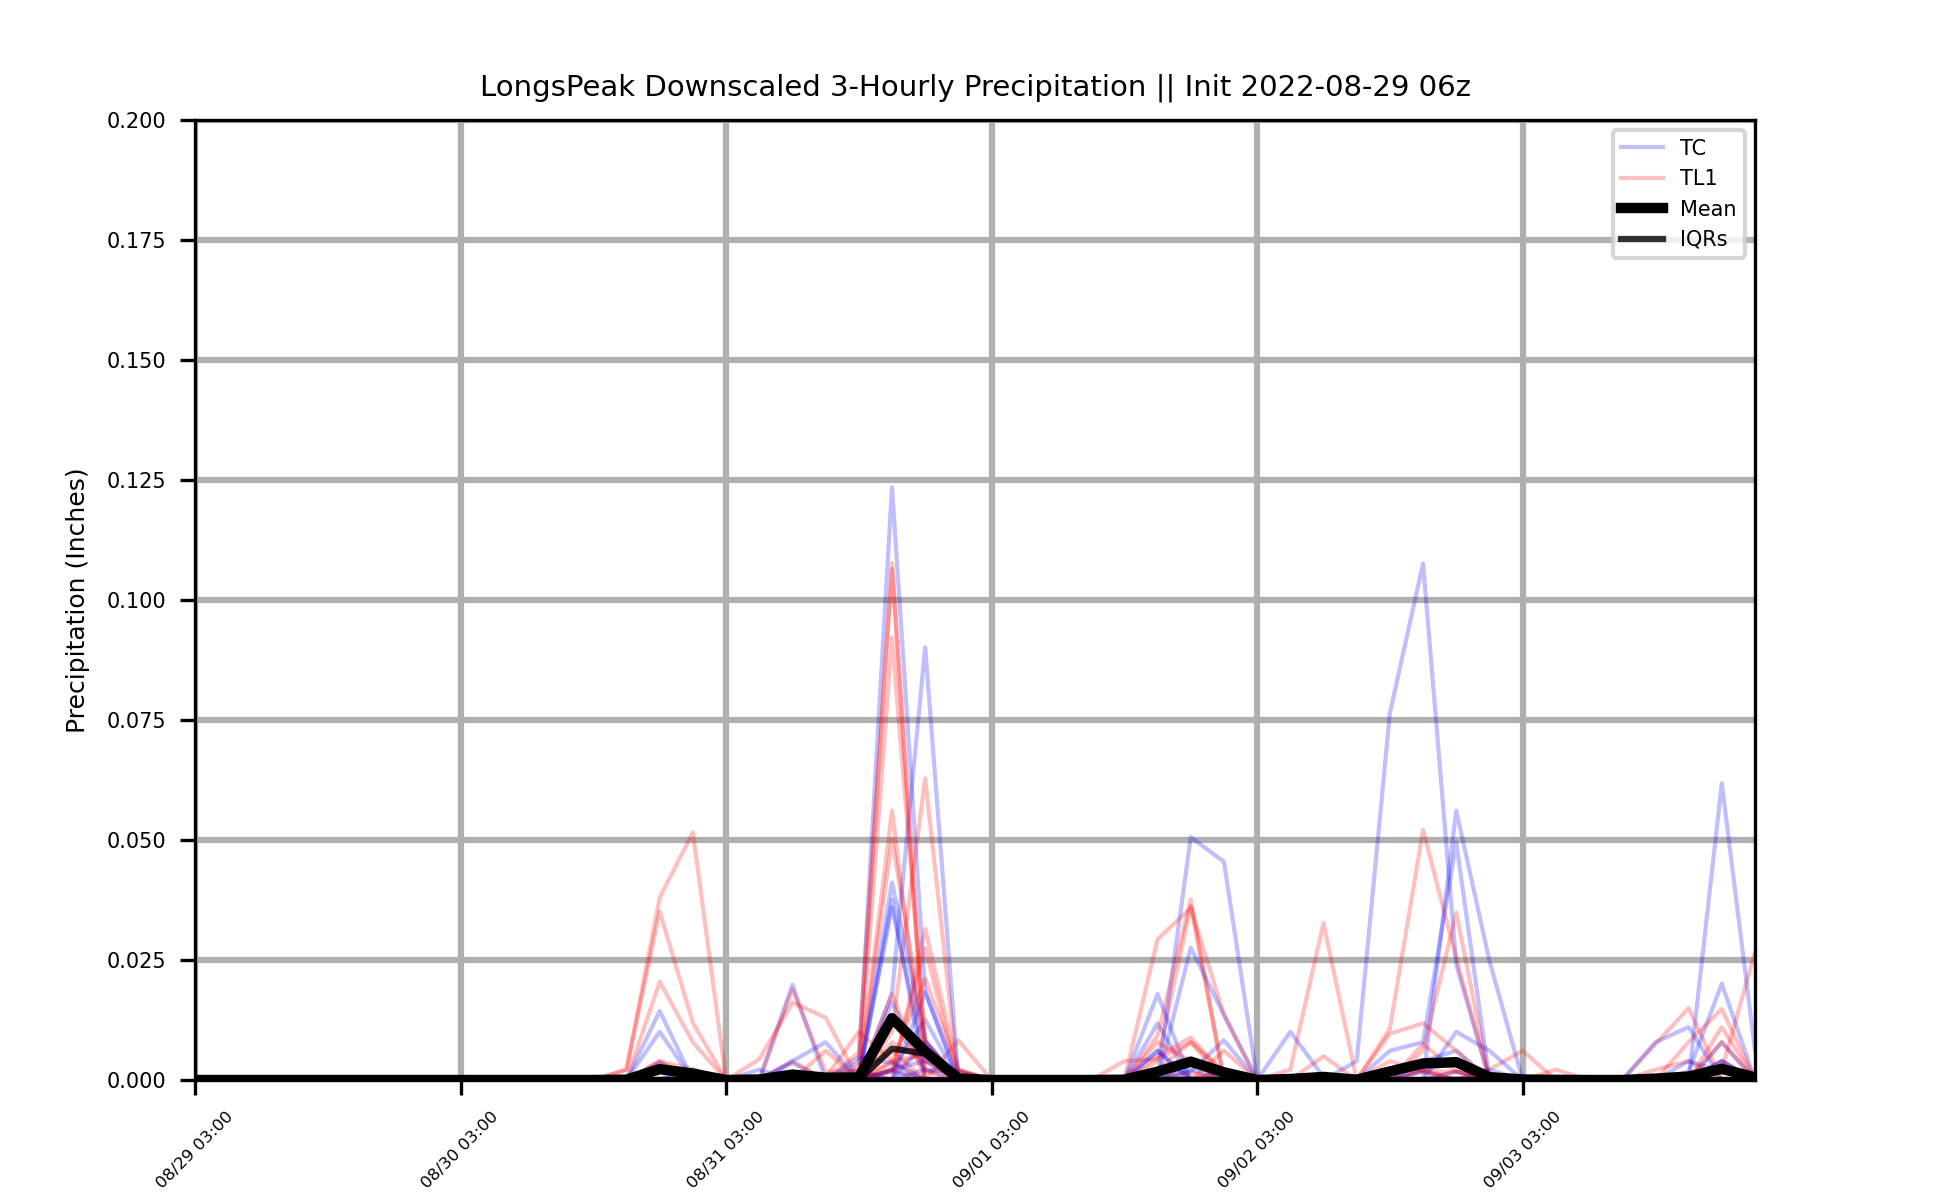 LongsPeak Downscaled 3-Hourly Precipitation || Init 2022-08-29 06z
Precipitation (Inches)
0.200
0.175
0.150
0.125
0.100
0.075
0.050
0.025
0.000
TC
TL1
Mean
IQRs
08/29 03:00
08/30 03:00
08/31 03:00
09/01 03:00
09/02 03:00
09/03 03:00